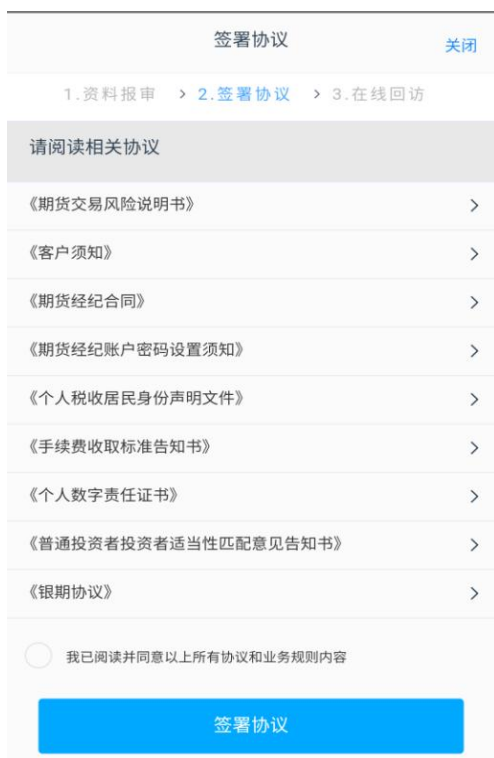 签署协议
关闭
1.资料报审 > 2.签署协议 > 3.在线回访
请阅读相关协议
《期货交易风险说明书》
《客户须知》
《期货经纪合同》
《期货经纪账户密码设置须知》
《个人税收居民身份声明文件》
《手续费收取标准告知书》
《个人数字责任证书》
《普通投资者投资者适当性匹配意见告知书》
《银期协议》
我已阅读并同意以上所有协议和业务规则内容
签署协议